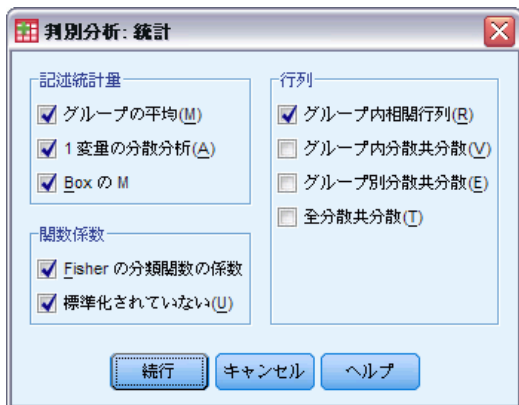 判別分析: 統計
記述統計量
グループの平均(M)
1 変量の分散分析(A)
Box の M
関数係数
Fisher の分類関数の係数
標準化されていない(U)
行列
グループ内相関行列(R)
グループ内分散共分散(V)
グループ別分散共分散(E)
全分散共分散(T)
続行
キャンセル
ヘルプ